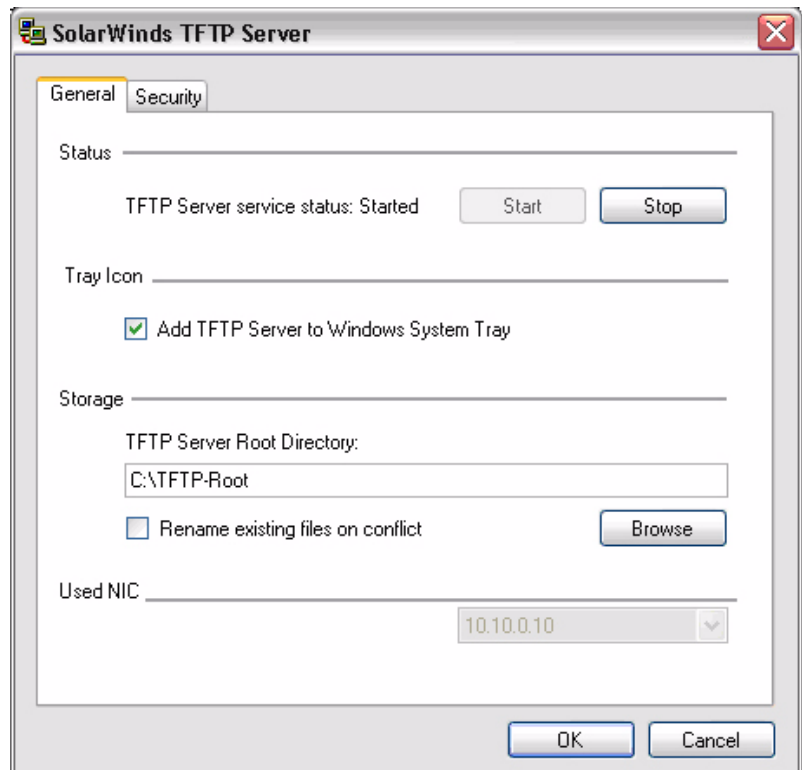 SolarWinds TFTP Server
General Security
Status
TFTP Server service status: Started Start Stop
Tray Icon
Add TFTP Server to Windows System Tray
Storage
TFTP Server Root Directory:
C:\TFTP-Root
Rename existing files on conflict Browse
Used NIC
10.10.0.10
OK Cancel